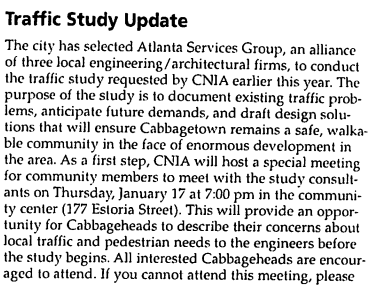 Traffic Study Update
The city has selected Atlanta Services Group, an alliance
of three local engineering/architectural firms, to conduct
the traffic study requested by CNIA earlier this year. The
purpose of the study is to document existing traffic prob-
lems, anticipate future demands, and draft design solu-
tions that will ensure Cabbagetown remains a safe, walka-
ble community in the face of enormous development in
the area. As a first step, CNIA will host a special meeting
for community members to meet with the study consult-
ants on Thursday, January 17 at 7:00 pm in the communi-
ty center (177 Estoria Street). This will provide an oppor-
tunity for Cabbageheads to describe their concerns about
local traffic and pedestrian needs to the engineers before
the study begins. All interested Cabbageheads are encour-
aged to attend. If you cannot attend this meeting, please